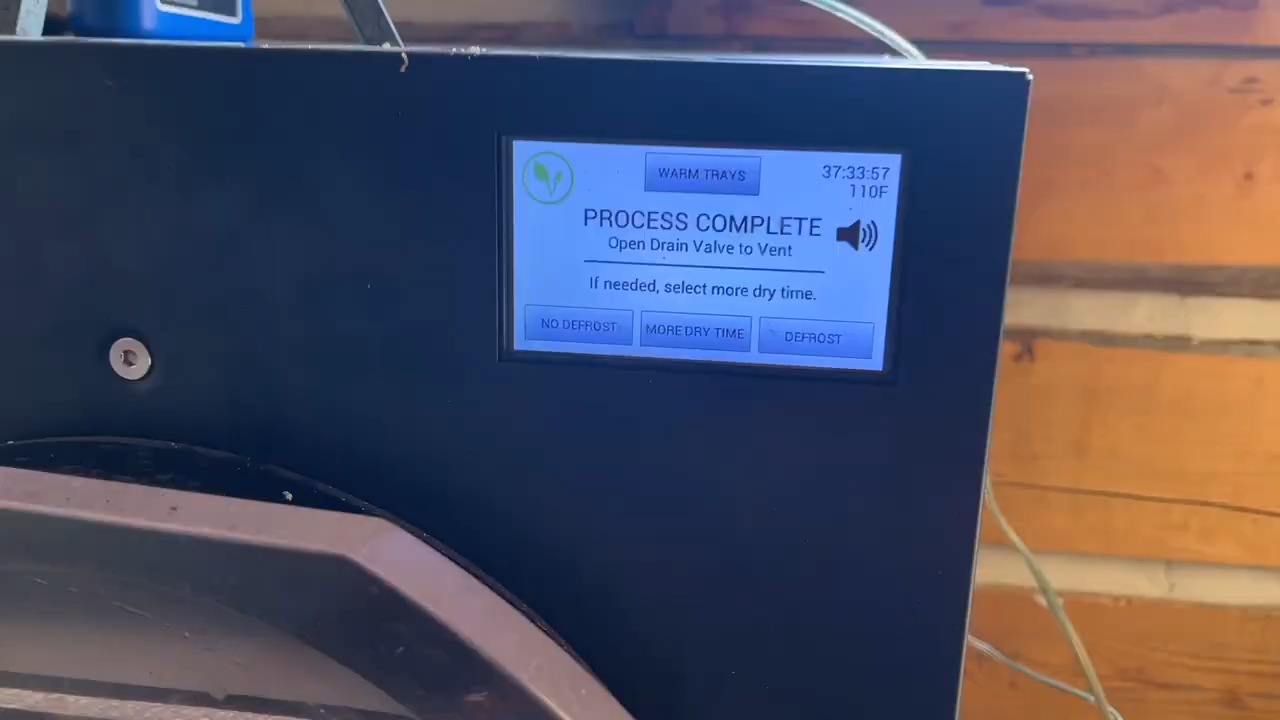 WARM TRAYS
37:33:57
110F
PROCESS COMPLETE
Open Drain Valve to Vent
If needed, select more dry time.
NO DEFROST
MORE DRY TIME
DEFROST